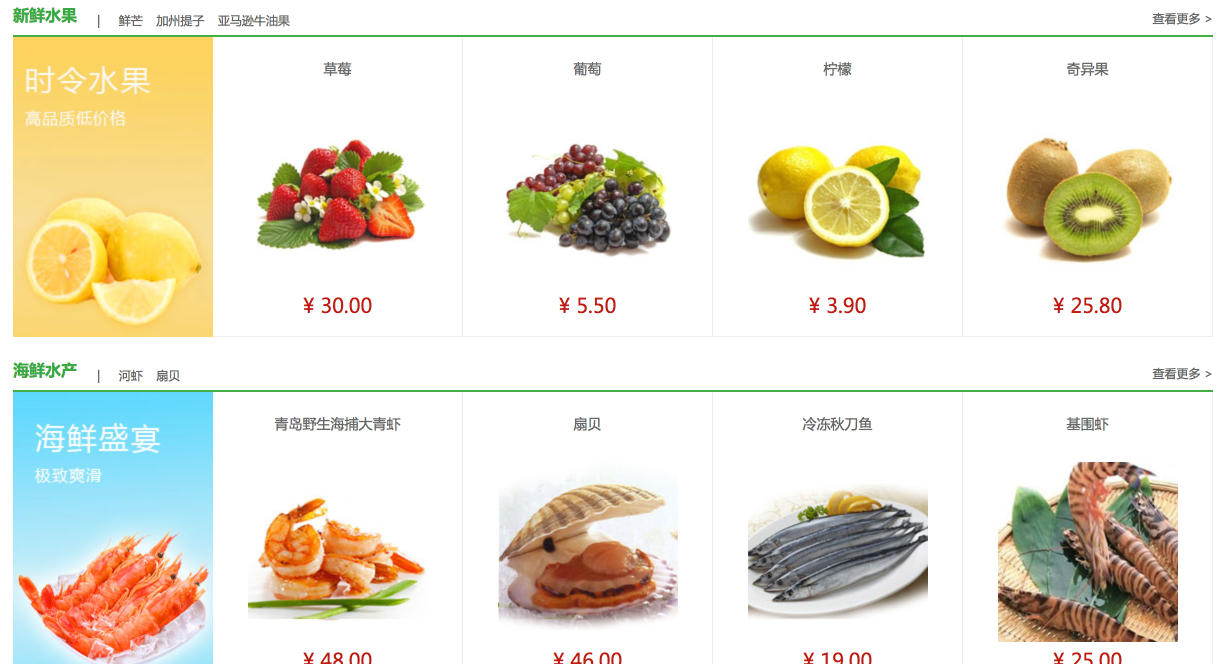 新鲜水果 | 鲜芒 加州提子 亚马逊牛油果 查看更多 >
时令水果
高品质低价格
草莓 葡萄 柠檬 奇异果
¥ 30.00 ¥ 5.50 ¥ 3.90 ¥ 25.80
海鲜水产 | 河虾 扇贝 查看更多 >
海鲜盛宴
极致爽滑
青岛野生海捕大青虾 扇贝 冷冻秋刀鱼 基围虾
¥ 48.00 ¥ 46.00 ¥ 19.00 ¥ 25.00